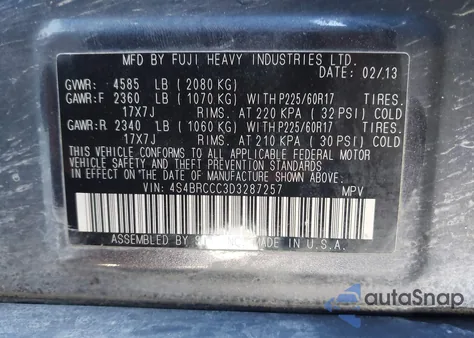 MFD BY FUJI HEAVY INDUSTRIES LTD.
DATE: 02/13
GVWR: 4585 LB ( 2080 KG)
GAWR:F 2360 LB ( 1070 KG) WITH P225/60R17 TIRES.
17X7J RIMS. AT 220 KPA ( 32 PSI) COLD
GAWR:R 2340 LB ( 1060 KG) WITH P225/60R17 TIRES.
17X7J RIMS. AT 210 KPA ( 30 PSI) COLD
THIS VEHICLE CONFORMS TO ALL APPLICABLE FEDERAL MOTOR
VEHICLE SAFETY AND THEFT PREVENTION STANDARDS IN EFFECT
ON THE DATE OF MANUFACTURE SHOWN ABOVE.
VIN: 4S4BRCCC3D3287257 MPV
ASSEMBLED BY MADE IN U.S.A.
autoSnap